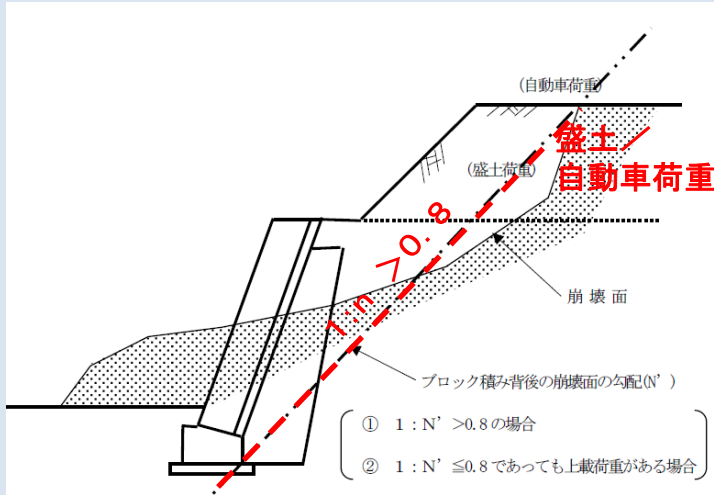 (自動車荷重)
盛土／
自動車荷重
(盛土荷重)
1:n ＞0.8
崩壊面
ブロック積み背後の崩壊面の勾配(N’)
① 1：N’ >0.8の場合
② 1：N’ ≦0.8であっても上載荷重がある場合